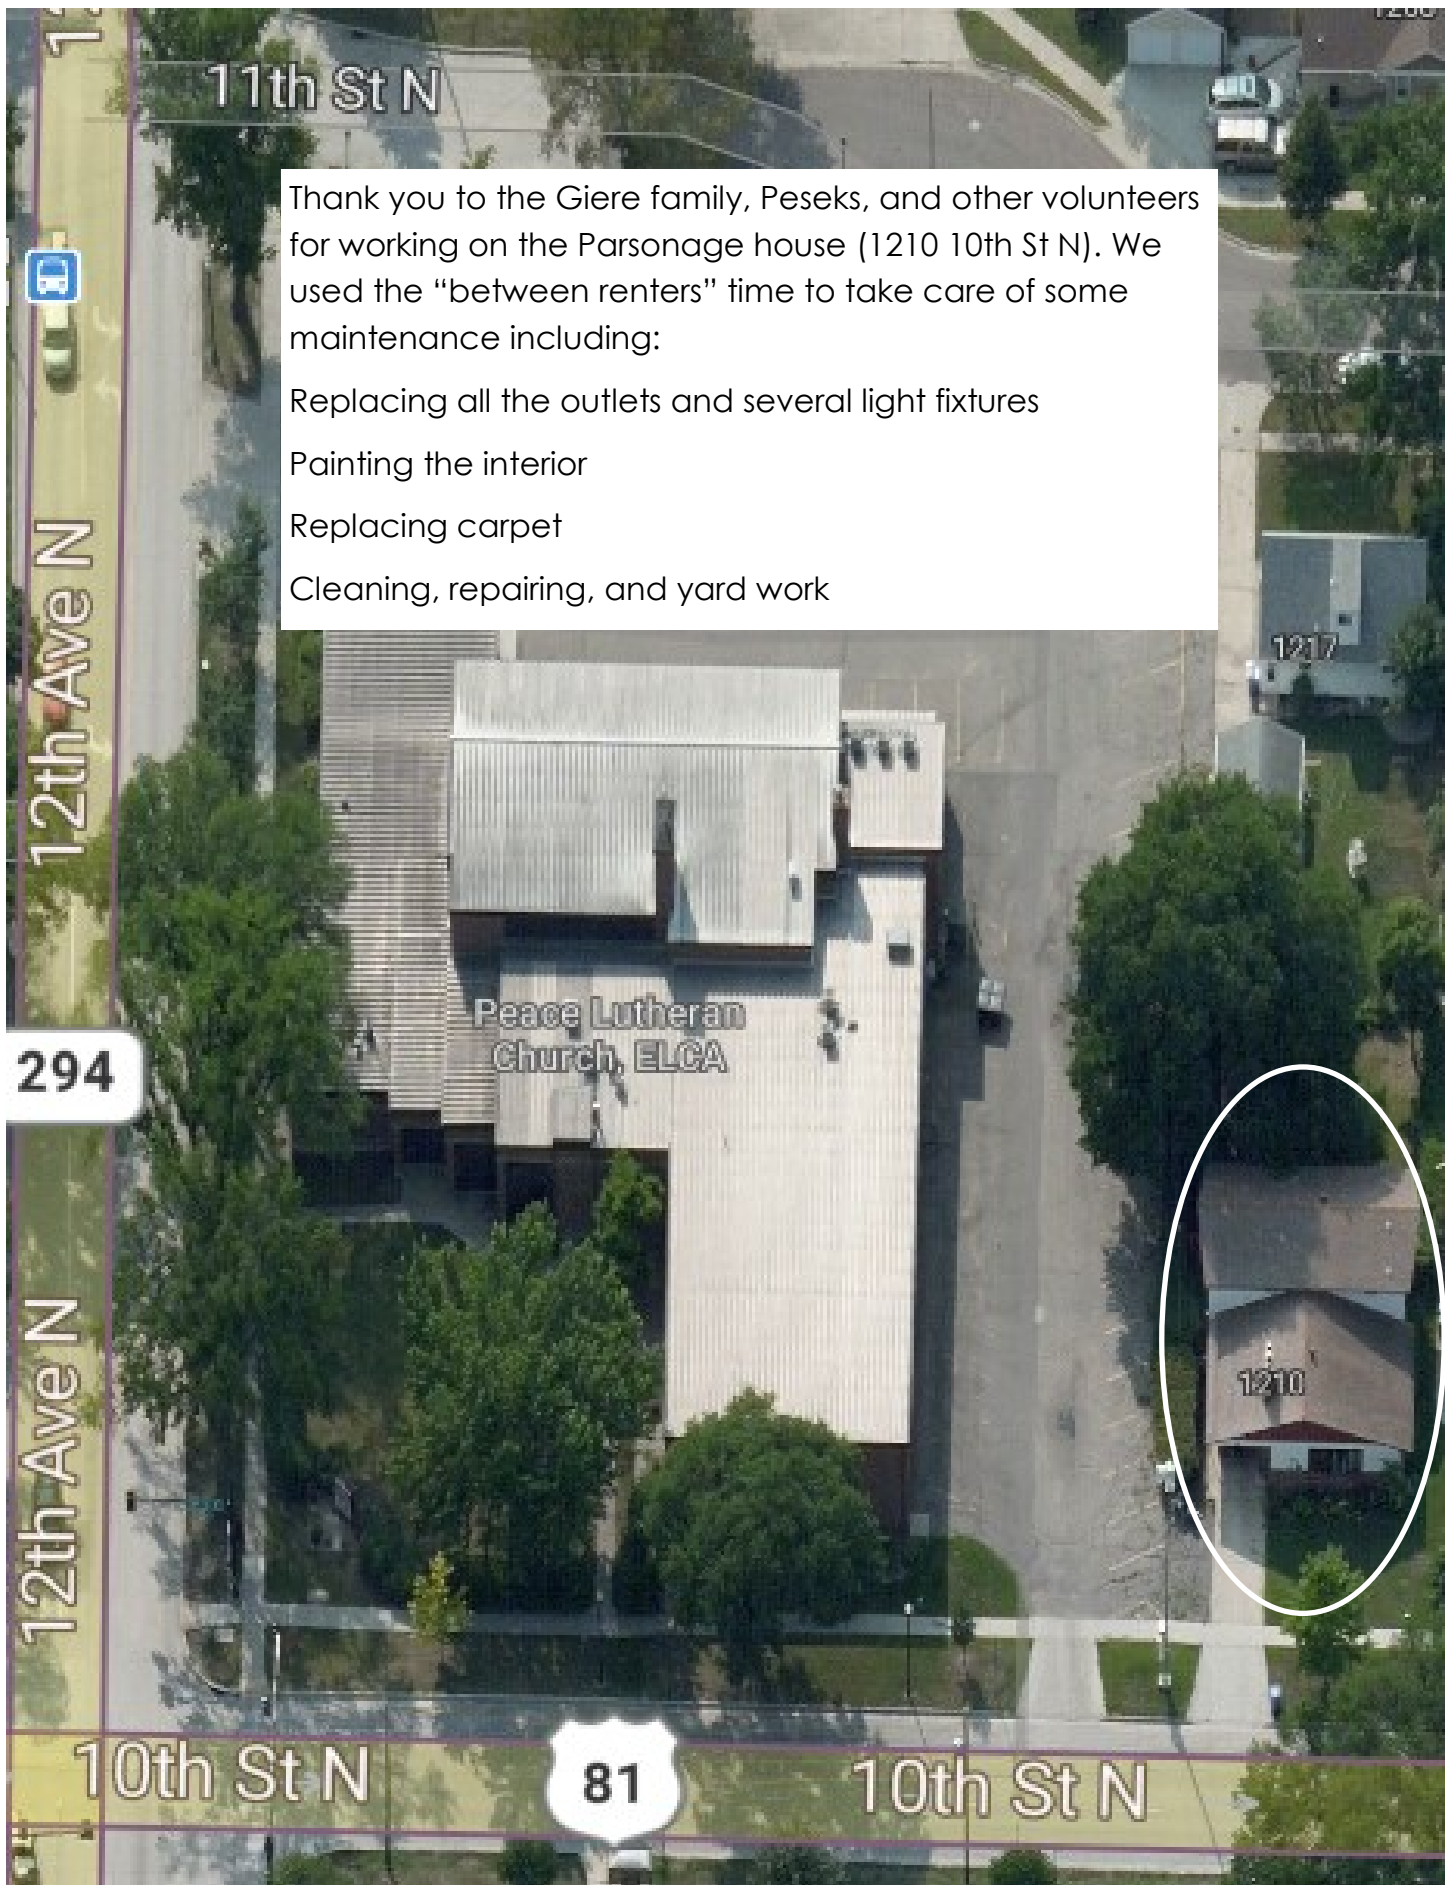 11th St N
Thank you to the Giere family, Peseks, and other volunteers
for working on the Parsonage house (1210 10th St N). We
used the “between renters” time to take care of some
maintenance including:
Replacing all the outlets and several light fixtures
Painting the interior
Replacing carpet
Cleaning, repairing, and yard work
12th Ave N
1217
Peace Lutheran
Church, ELCA
294
1210
12th Ave N
10th St N
81
10th St N